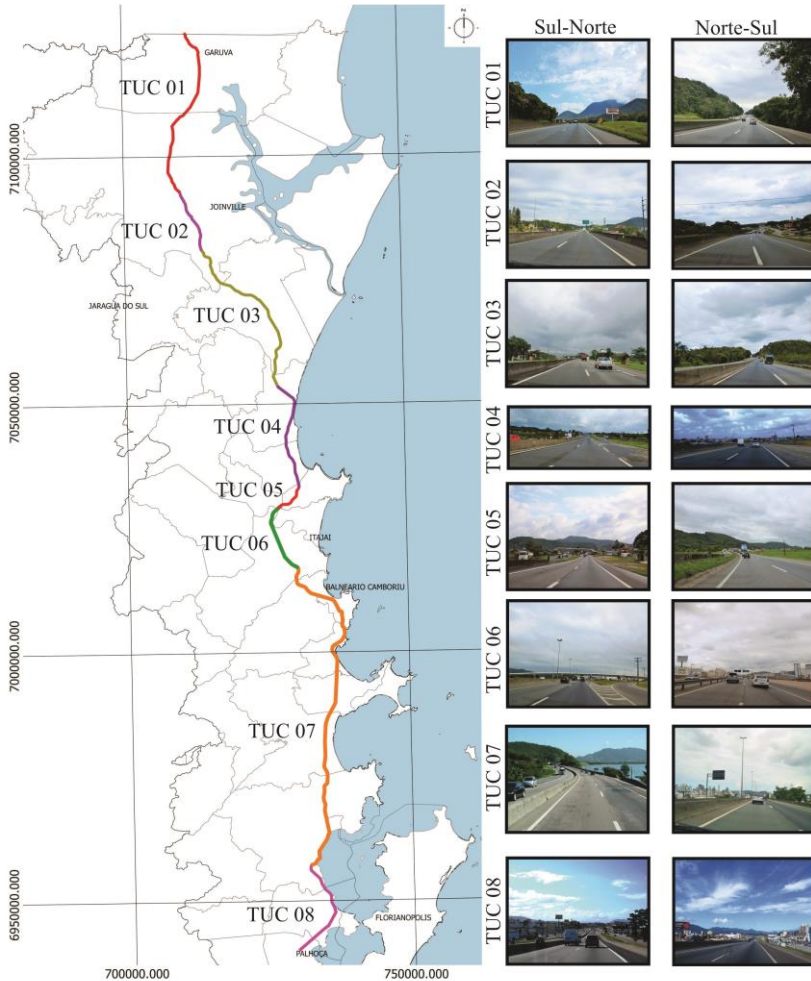 N
GARUVA
TUC 01
7100000.000
JOINVILLE
TUC 02
JARAGUA DO SUL
TUC 03
7050000.000
TUC 04
TUC 05
ITAJAI
TUC 06
BALNEARIO CAMBORIU
7000000.000
TUC 07
6950000.000
TUC 08
FLORIANOPOLIS
PALHOÇA
700000.000
750000.000
Sul-Norte
Norte-Sul
TUC 01
TUC 02
TUC 03
TUC 04
TUC 05
TUC 06
TUC 07
TUC 08